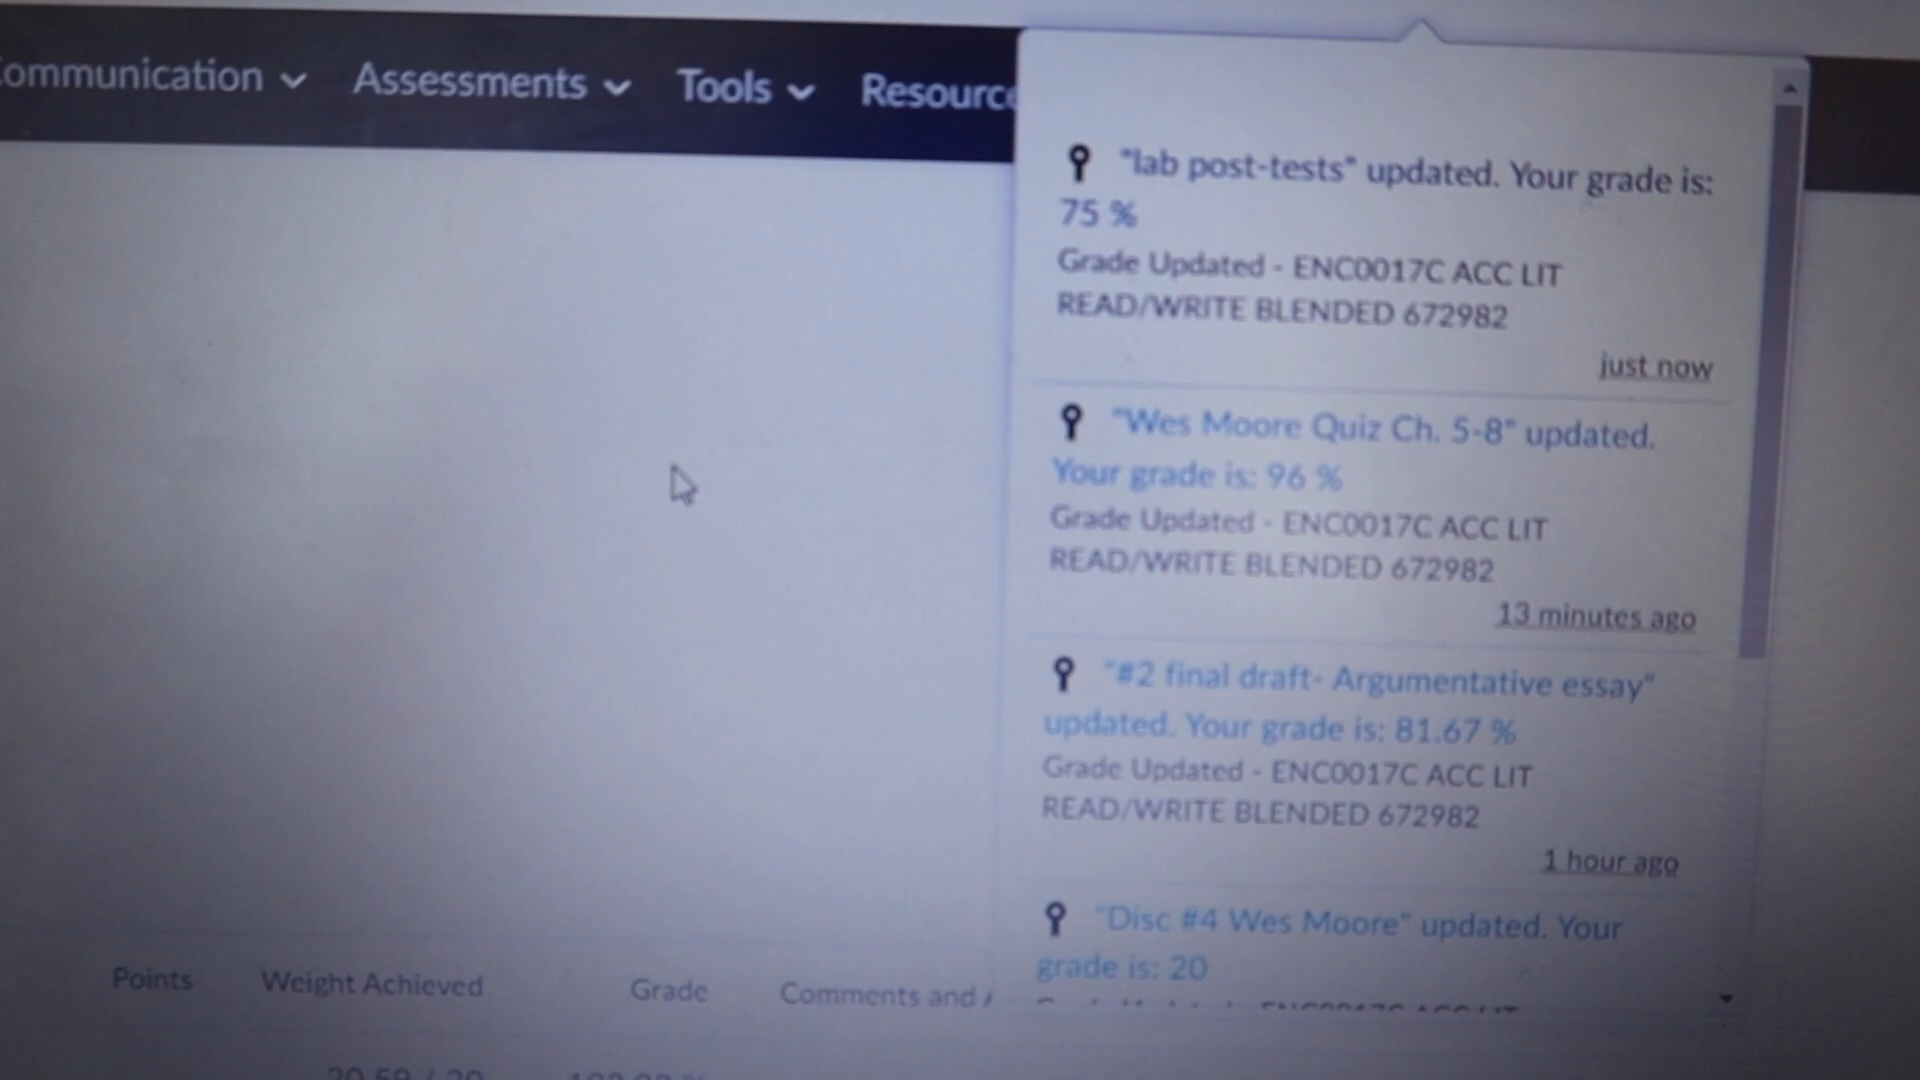 ommunication Assessments Tools Resourc
"lab post-tests" updated. Your grade is:
75 %
Grade Updated - ENC0017C ACC LIT
READ/WRITE BLENDED 672982
just now
"Wes Moore Quiz Ch. 5-8" updated.
Your grade is: 96 %
Grade Updated - ENC0017C ACC LIT
READ/WRITE BLENDED 672982
13 minutes ago
"#2 final draft- Argumentative essay"
updated. Your grade is: 81.67 %
Grade Updated - ENC0017C ACC LIT
READ/WRITE BLENDED 672982
1 hour ago
"Disc #4 Wes Moore" updated. Your
grade is: 20
Points Weight Achieved Grade Comments and